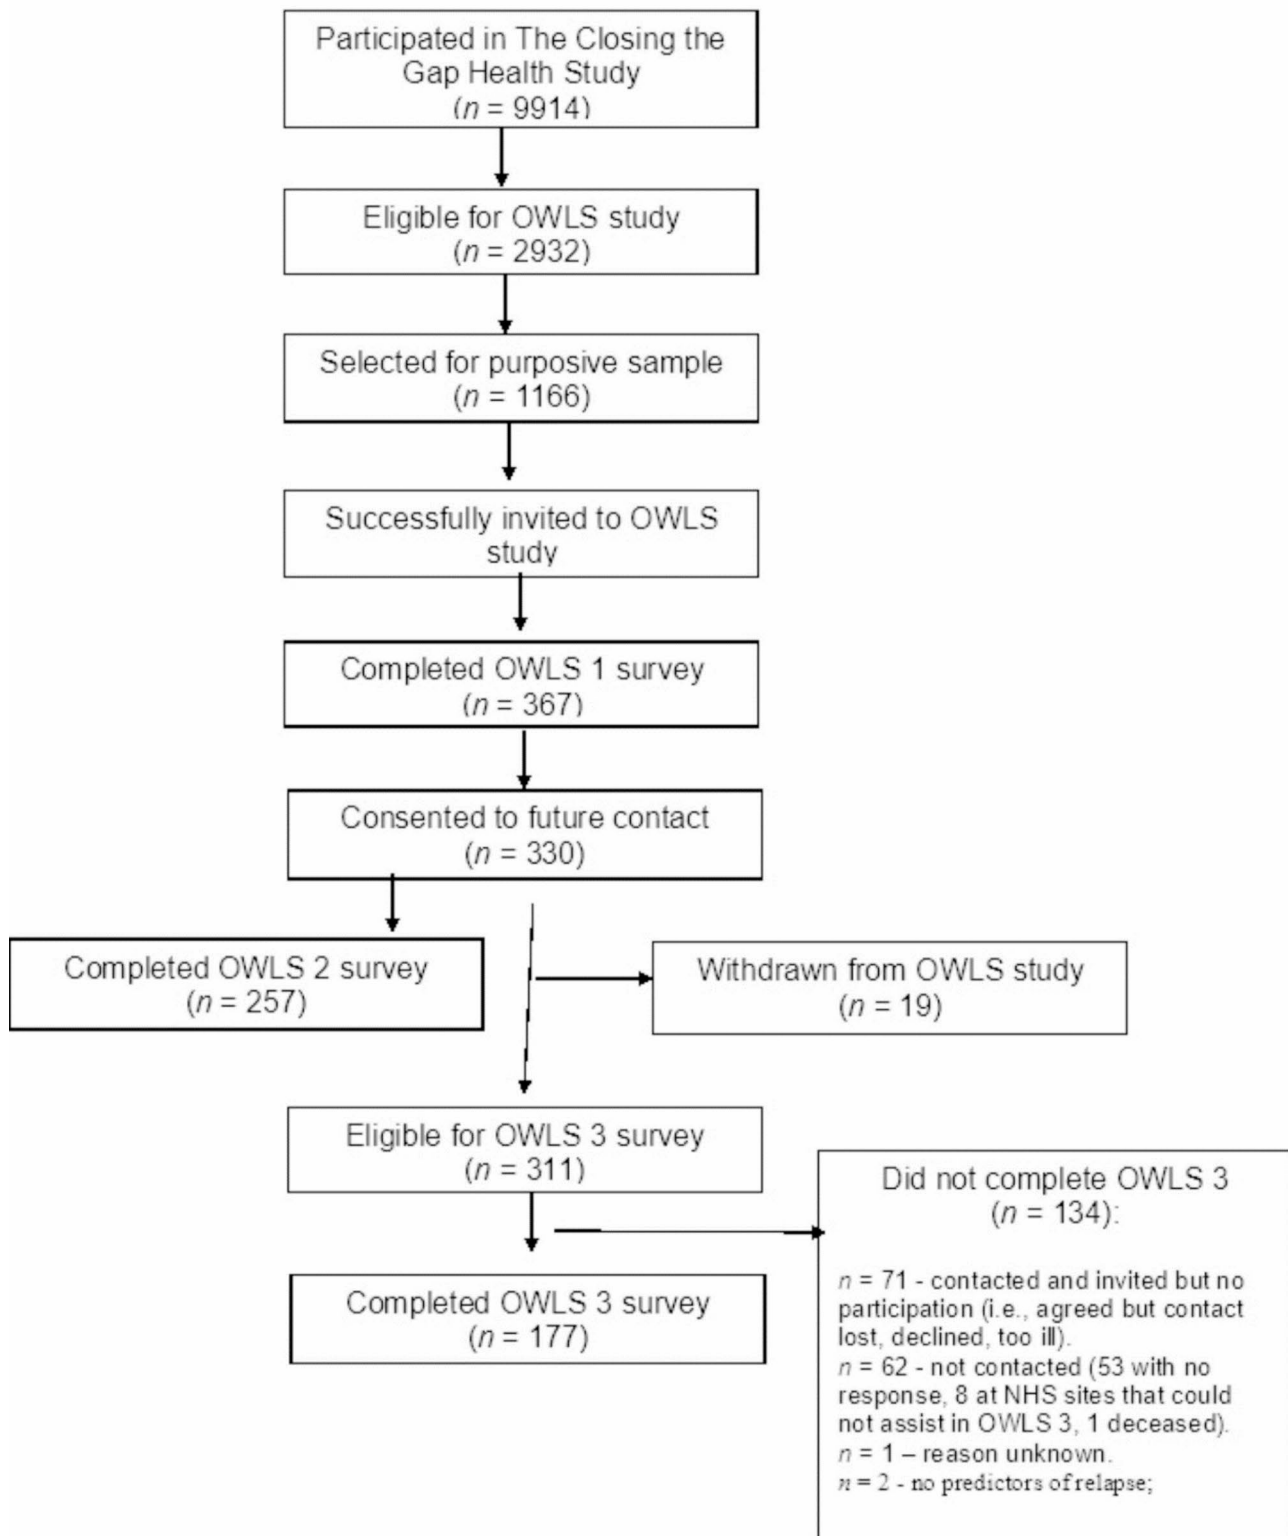 Participated in The Closing the
Gap Health Study
(n = 9914)
Eligible for OWLS study
(n = 2932)
Selected for purposive sample
(n = 1166)
Successfully invited to OWLS
study
Completed OWLS 1 survey
(n = 367)
Consented to future contact
(n = 330)
Completed OWLS 2 survey
(n = 257)
Withdrawn from OWLS study
(n = 19)
Eligible for OWLS 3 survey
(n = 311)
Completed OWLS 3 survey
(n = 177)
Did not complete OWLS 3
(n = 134):
n = 71 - contacted and invited but no
participation (i.e., agreed but contact
lost, declined, too ill).
n = 62 - not contacted (53 with no
response, 8 at NHS sites that could
not assist in OWLS 3, 1 deceased).
n = 1 – reason unknown.
n = 2 - no predictors of relapse;